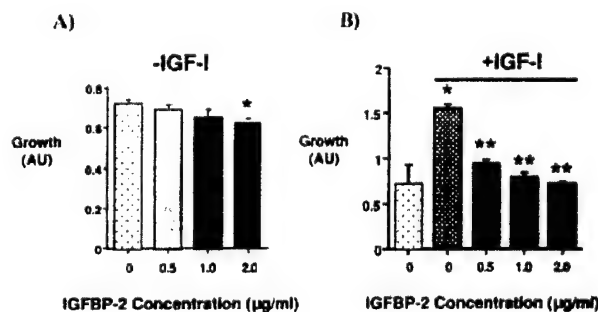 A)
-IGF-I
0.8
0.6
0.4
0.2
0
Growth
(AU)
*
0 0.5 1.0 2.0
IGFBP-2 Concentration (µg/ml)
B)
+IGF-I
2
1.5
1
0.5
0
Growth
(AU)
*
** ** **
0 0 0.5 1.0 2.0
IGFBP-2 Concentration (µg/ml)